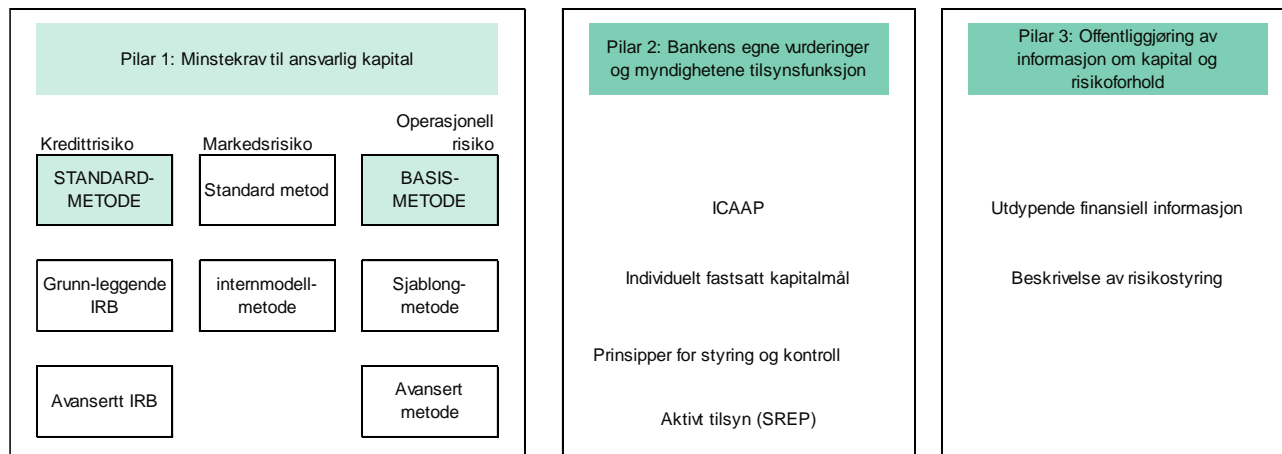 Pilar 1: Minstekrav til ansvarlig kapital
Kredittrisiko
Markedsrisiko
Operasjonell
risiko
STANDARD-
METODE
Standard metod
BASIS-
METODE
Grunn-leggende
IRB
internmodell-
metode
Sjablong-
metode
Avansertt IRB
Avansert
metode
Pilar 2: Bankens egne vurderinger
og myndighetene tilsynsfunksjon
ICAAP
Individuelt fastsatt kapitalmål
Prinsipper for styring og kontroll
Aktivt tilsyn (SREP)
Pilar 3: Offentliggjøring av
informasjon om kapital og
risikoforhold
Utdypende finansiell informasjon
Beskrivelse av risikostyring